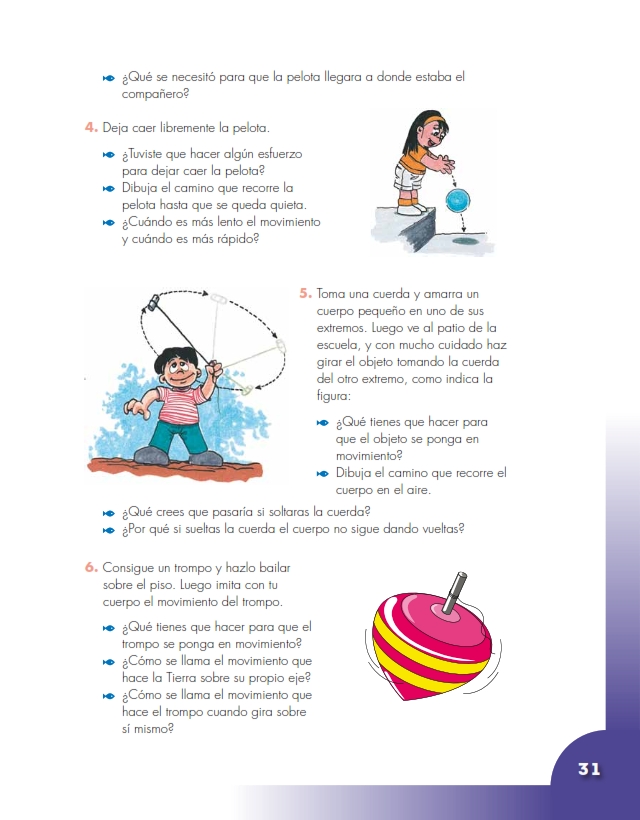 ¿Qué se necesitó para que la pelota llegara a donde estaba el
compañero?
4. Deja caer libremente la pelota.
¿Tuviste que hacer algún esfuerzo
para dejar caer la pelota?
Dibuja el camino que recorre la
pelota hasta que se queda quieta.
¿Cuándo es más lento el movimiento
y cuándo es más rápido?
5. Toma una cuerda y amarra un
cuerpo pequeño en uno de sus
extremos. Luego ve al patio de la
escuela, y con mucho cuidado haz
girar el objeto tomando la cuerda
del otro extremo, como indica la
figura:
¿Qué tienes que hacer para
que el objeto se ponga en
movimiento?
Dibuja el camino que recorre el
cuerpo en el aire.
¿Qué crees que pasaría si soltaras la cuerda?
¿Por qué si sueltas la cuerda el cuerpo no sigue dando vueltas?
6. Consigue un trompo y hazlo bailar
sobre el piso. Luego imita con tu
cuerpo el movimiento del trompo.
¿Qué tienes que hacer para que el
trompo se ponga en movimiento?
¿Cómo se llama el movimiento que
hace la Tierra sobre su propio eje?
¿Cómo se llama el movimiento que
hace el trompo cuando gira sobre
sí mismo?
31